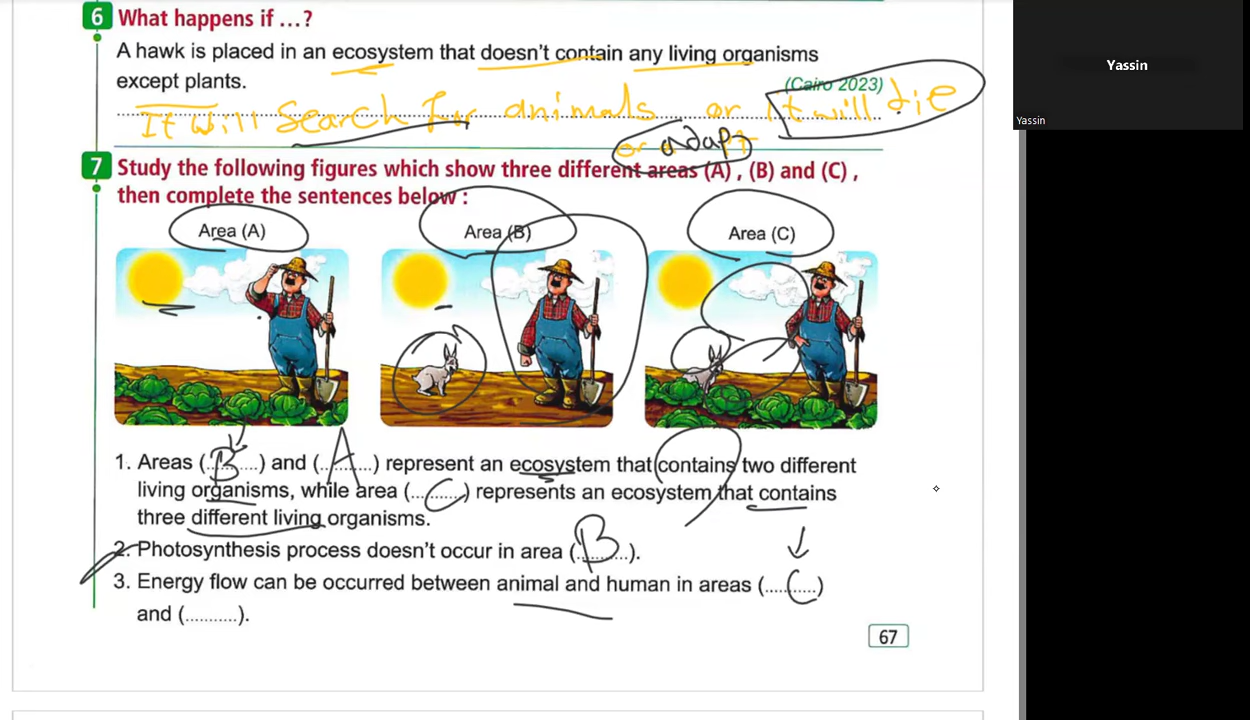 6 What happens if ...?
A hawk is placed in an ecosystem that doesn't contain any living organisms
except plants.
(Cairo 2023)
It will search for animals or it will die
or adapt
7 Study the following figures which show three different areas (A) , (B) and (C) ,
then complete the sentences below :
Area (A) Area (B) Area (C)
1. Areas (..B....) and (..A....) represent an ecosystem that contains two different
living organisms, while area (...C......) represents an ecosystem that contains
three different living organisms.
2. Photosynthesis process doesn't occur in area (..B......).
3. Energy flow can be occurred between animal and human in areas (.....C.....)
and (...........).
67
Yassin
Yassin